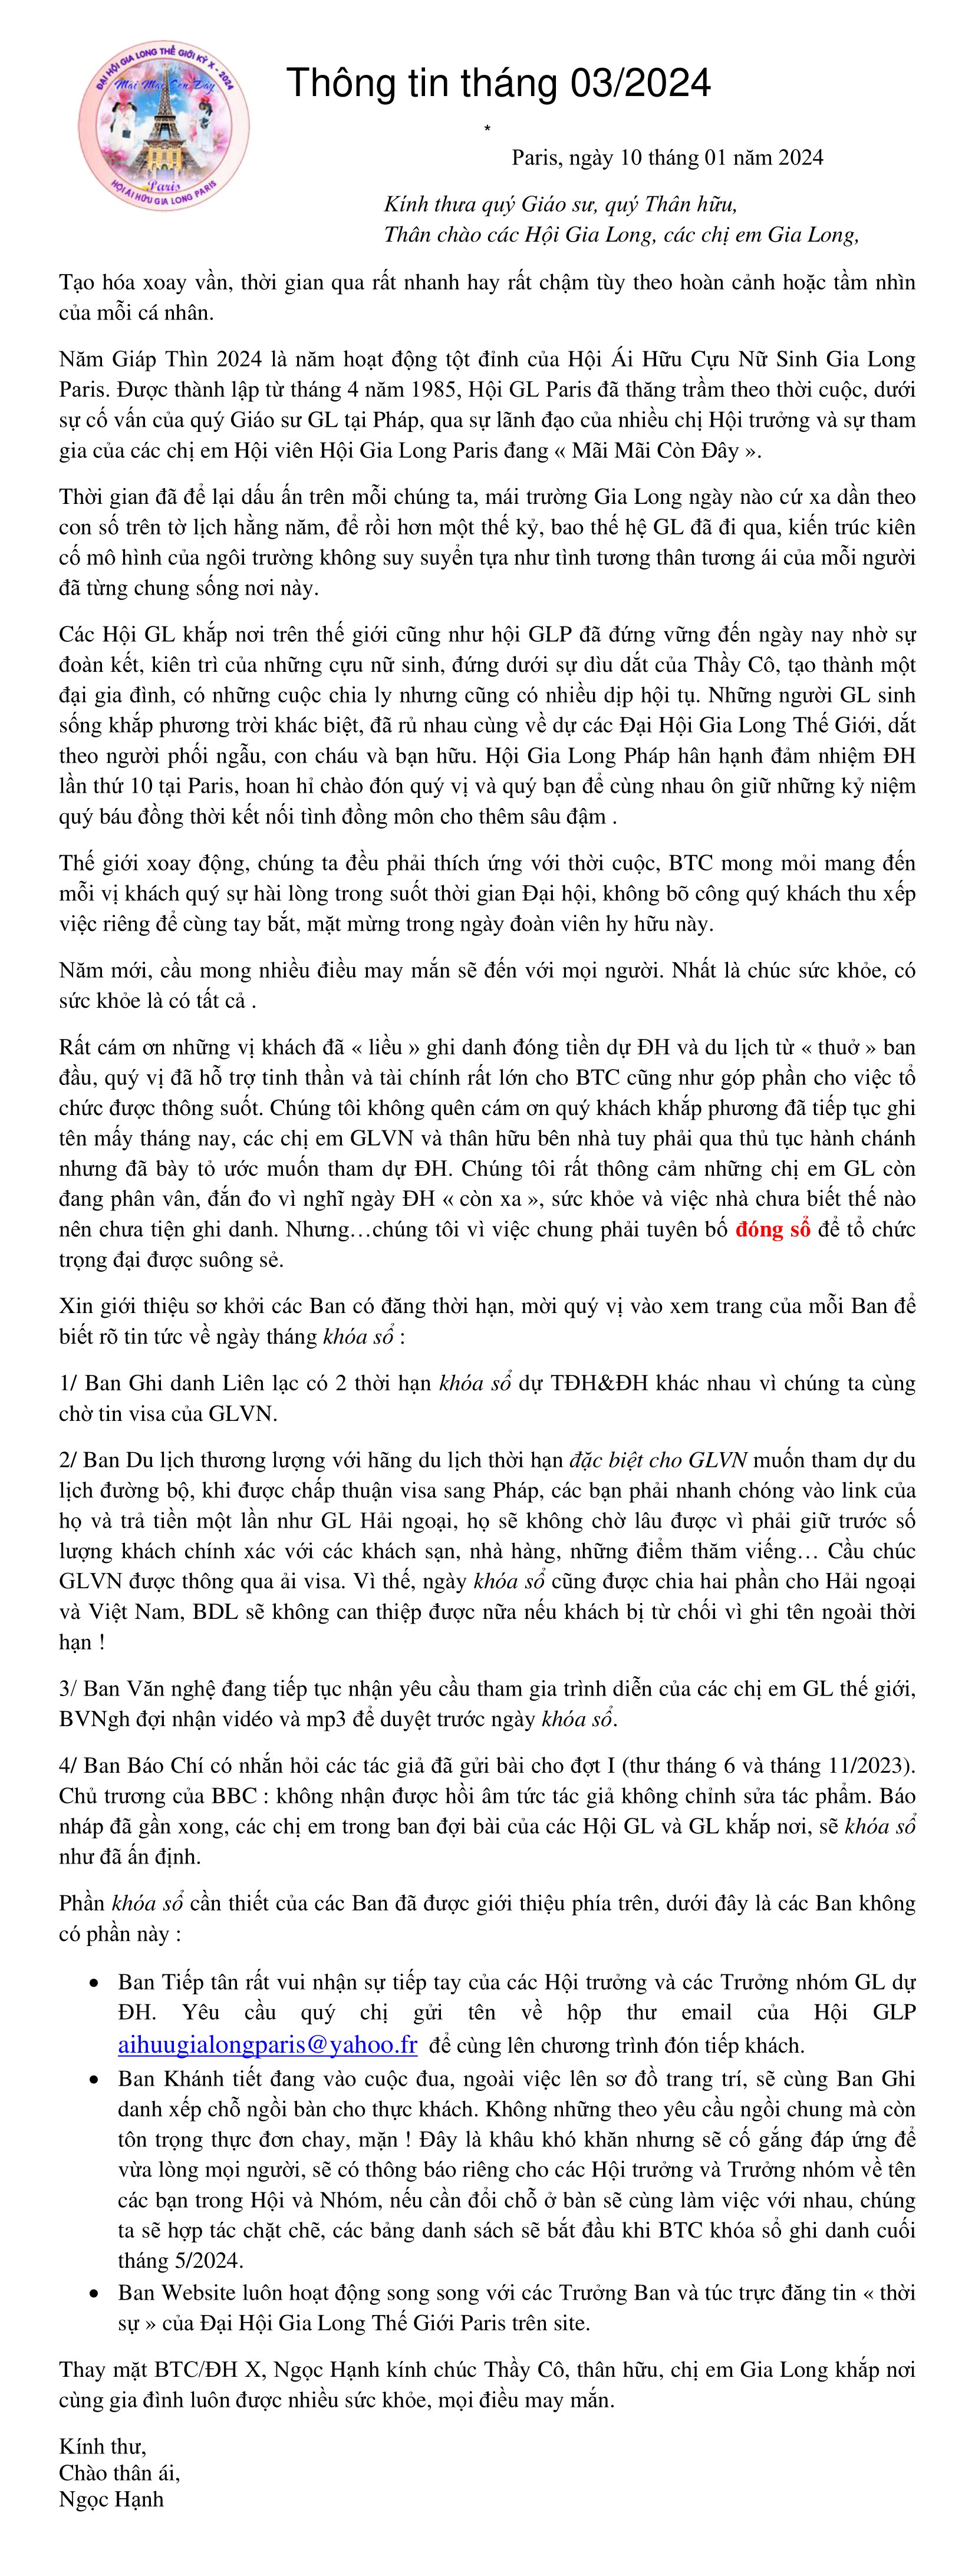 ĐẠI HỘI GIA LONG THẾ GIỚI KỲ X - 2024
Mãi Mãi Còn Đây
Paris
HỘI ÁI HỮU GIA LONG PARIS
Thông tin tháng 03/2024
*
Paris, ngày 10 tháng 01 năm 2024
Kính thưa quý Giáo sư, quý Thân hữu,
Thân chào các Hội Gia Long, các chị em Gia Long,
Tạo hóa xoay vần, thời gian qua rất nhanh hay rất chậm tùy theo hoàn cảnh hoặc tầm nhìn
của mỗi cá nhân.
Năm Giáp Thìn 2024 là năm hoạt động tột đỉnh của Hội Ái Hữu Cựu Nữ Sinh Gia Long
Paris. Được thành lập từ tháng 4 năm 1985, Hội GL Paris đã thăng trầm theo thời cuộc, dưới
sự cố vấn của quý Giáo sư GL tại Pháp, qua sự lãnh đạo của nhiều chị Hội trưởng và sự tham
gia của các chị em Hội viên Hội Gia Long Paris đang « Mãi Mãi Còn Đây ».
Thời gian đã để lại dấu ấn trên mỗi chúng ta, mái trường Gia Long ngày nào cứ xa dần theo
con số trên tờ lịch hằng năm, để rồi hơn một thế kỷ, bao thế hệ GL đã đi qua, kiến trúc kiên
cố mô hình của ngôi trường không suy suyển tựa như tình tương thân tương ái của mỗi người
đã từng chung sống nơi này.
Các Hội GL khắp nơi trên thế giới cũng như hội GLP đã đứng vững đến ngày nay nhờ sự
đoàn kết, kiên trì của những cựu nữ sinh, đứng dưới sự dìu dắt của Thầy Cô, tạo thành một
đại gia đình, có những cuộc chia ly nhưng cũng có nhiều dịp hội tụ. Những người GL sinh
sống khắp phương trời khác biệt, đã rủ nhau cùng về dự các Đại Hội Gia Long Thế Giới, dắt
theo người phối ngẫu, con cháu và bạn hữu. Hội Gia Long Pháp hân hạnh đảm nhiệm ĐH
lần thứ 10 tại Paris, hoan hỉ chào đón quý vị và quý bạn để cùng nhau ôn giữ những kỷ niệm
quý báu đồng thời kết nối tình đồng môn cho thêm sâu đậm .
Thế giới xoay động, chúng ta đều phải thích ứng với thời cuộc, BTC mong mỏi mang đến
mỗi vị khách quý sự hài lòng trong suốt thời gian Đại hội, không bõ công quý khách thu xếp
việc riêng để cùng tay bắt, mặt mừng trong ngày đoàn viên hy hữu này.
Năm mới, cầu mong nhiều điều may mắn sẽ đến với mọi người. Nhất là chúc sức khỏe, có
sức khỏe là có tất cả .
Rất cám ơn những vị khách đã « liều » ghi danh đóng tiền dự ĐH và du lịch từ « thuở » ban
đầu, quý vị đã hỗ trợ tinh thần và tài chính rất lớn cho BTC cũng như góp phần cho việc tổ
chức được thông suốt. Chúng tôi không quên cám ơn quý khách khắp phương đã tiếp tục ghi
tên mấy tháng nay, các chị em GLVN và thân hữu bên nhà tuy phải qua thủ tục hành chánh
nhưng đã bày tỏ ước muốn tham dự ĐH. Chúng tôi rất thông cảm những chị em GL còn
đang phân vân, đắn đo vì nghĩ ngày ĐH « còn xa », sức khỏe và việc nhà chưa biết thế nào
nên chưa tiện ghi danh. Nhưng…chúng tôi vì việc chung phải tuyên bố đóng sổ để tổ chức
trọng đại được suông sẻ.
Xin giới thiệu sơ khởi các Ban có đăng thời hạn, mời quý vị vào xem trang của mỗi Ban để
biết rõ tin tức về ngày tháng khóa sổ :
1/ Ban Ghi danh Liên lạc có 2 thời hạn khóa sổ dự TĐH&ĐH khác nhau vì chúng ta cùng
chờ tin visa của GLVN.
2/ Ban Du lịch thương lượng với hãng du lịch thời hạn đặc biệt cho GLVN muốn tham dự du
lịch đường bộ, khi được chấp thuận visa sang Pháp, các bạn phải nhanh chóng vào link của
họ và trả tiền một lần như GL Hải ngoại, họ sẽ không chờ lâu được vì phải giữ trước số
lượng khách chính xác với các khách sạn, nhà hàng, những điểm thăm viếng… Cầu chúc
GLVN được thông qua ải visa. Vì thế, ngày khóa sổ cũng được chia hai phần cho Hải ngoại
và Việt Nam, BDL sẽ không can thiệp được nữa nếu khách bị từ chối vì ghi tên ngoài thời
hạn !
3/ Ban Văn nghệ đang tiếp tục nhận yêu cầu tham gia trình diễn của các chị em GL thế giới,
BVNgh đợi nhận vidéo và mp3 để duyệt trước ngày khóa sổ.
4/ Ban Báo Chí có nhắn hỏi các tác giả đã gửi bài cho đợt I (thư tháng 6 và tháng 11/2023).
Chủ trương của BBC : không nhận được hồi âm tức tác giả không chỉnh sửa tác phẩm. Báo
nháp đã gần xong, các chị em trong ban đợi bài của các Hội GL và GL khắp nơi, sẽ khóa sổ
như đã ấn định.
Phần khóa sổ cần thiết của các Ban đã được giới thiệu phía trên, dưới đây là các Ban không
có phần này :
• Ban Tiếp tân rất vui nhận sự tiếp tay của các Hội trưởng và các Trưởng nhóm GL dự
ĐH. Yêu cầu quý chị gửi tên về hộp thư email của Hội GLP
aihuugialongparis@yahoo.fr để cùng lên chương trình đón tiếp khách.
• Ban Khánh tiết đang vào cuộc đua, ngoài việc lên sơ đồ trang trí, sẽ cùng Ban Ghi
danh xếp chỗ ngồi bàn cho thực khách. Không những theo yêu cầu ngồi chung mà còn
tôn trọng thực đơn chay, mặn ! Đây là khâu khó khăn nhưng sẽ cố gắng đáp ứng để
vừa lòng mọi người, sẽ có thông báo riêng cho các Hội trưởng và Trưởng nhóm về tên
các bạn trong Hội và Nhóm, nếu cần đổi chỗ ở bàn sẽ cùng làm việc với nhau, chúng
ta sẽ hợp tác chặt chẽ, các bảng danh sách sẽ bắt đầu khi BTC khóa sổ ghi danh cuối
tháng 5/2024.
• Ban Website luôn hoạt động song song với các Trưởng Ban và túc trực đăng tin « thời
sự » của Đại Hội Gia Long Thế Giới Paris trên site.
Thay mặt BTC/ĐH X, Ngọc Hạnh kính chúc Thầy Cô, thân hữu, chị em Gia Long khắp nơi
cùng gia đình luôn được nhiều sức khỏe, mọi điều may mắn.
Kính thư,
Chào thân ái,
Ngọc Hạnh